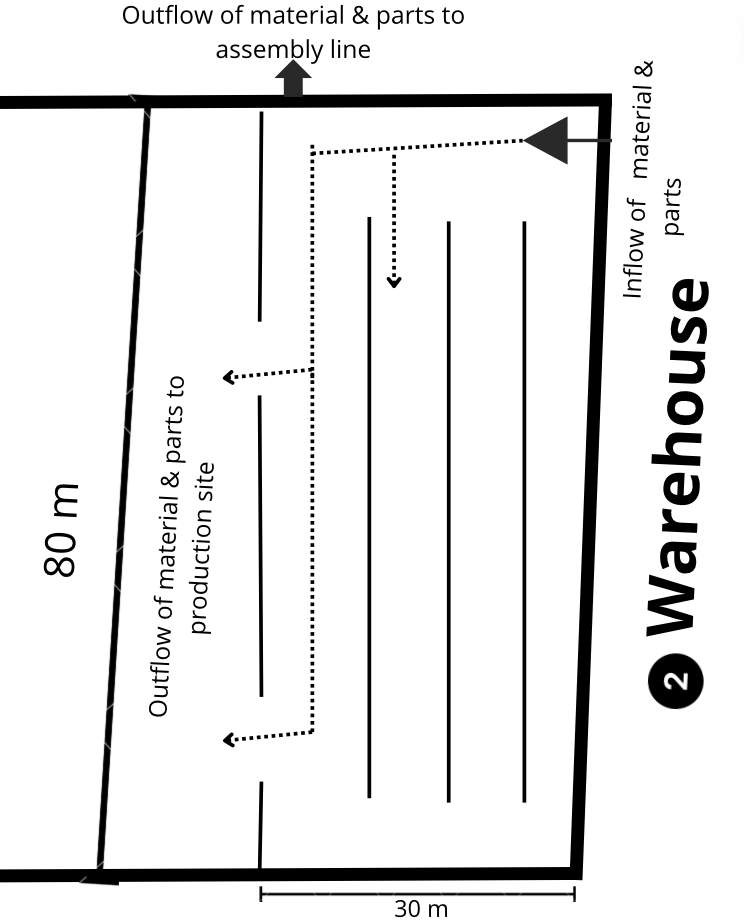 Outflow of material & parts to
assembly line
Inflow of material &
parts
2 Warehouse
Outflow of material & parts to
production site
80 m
30 m